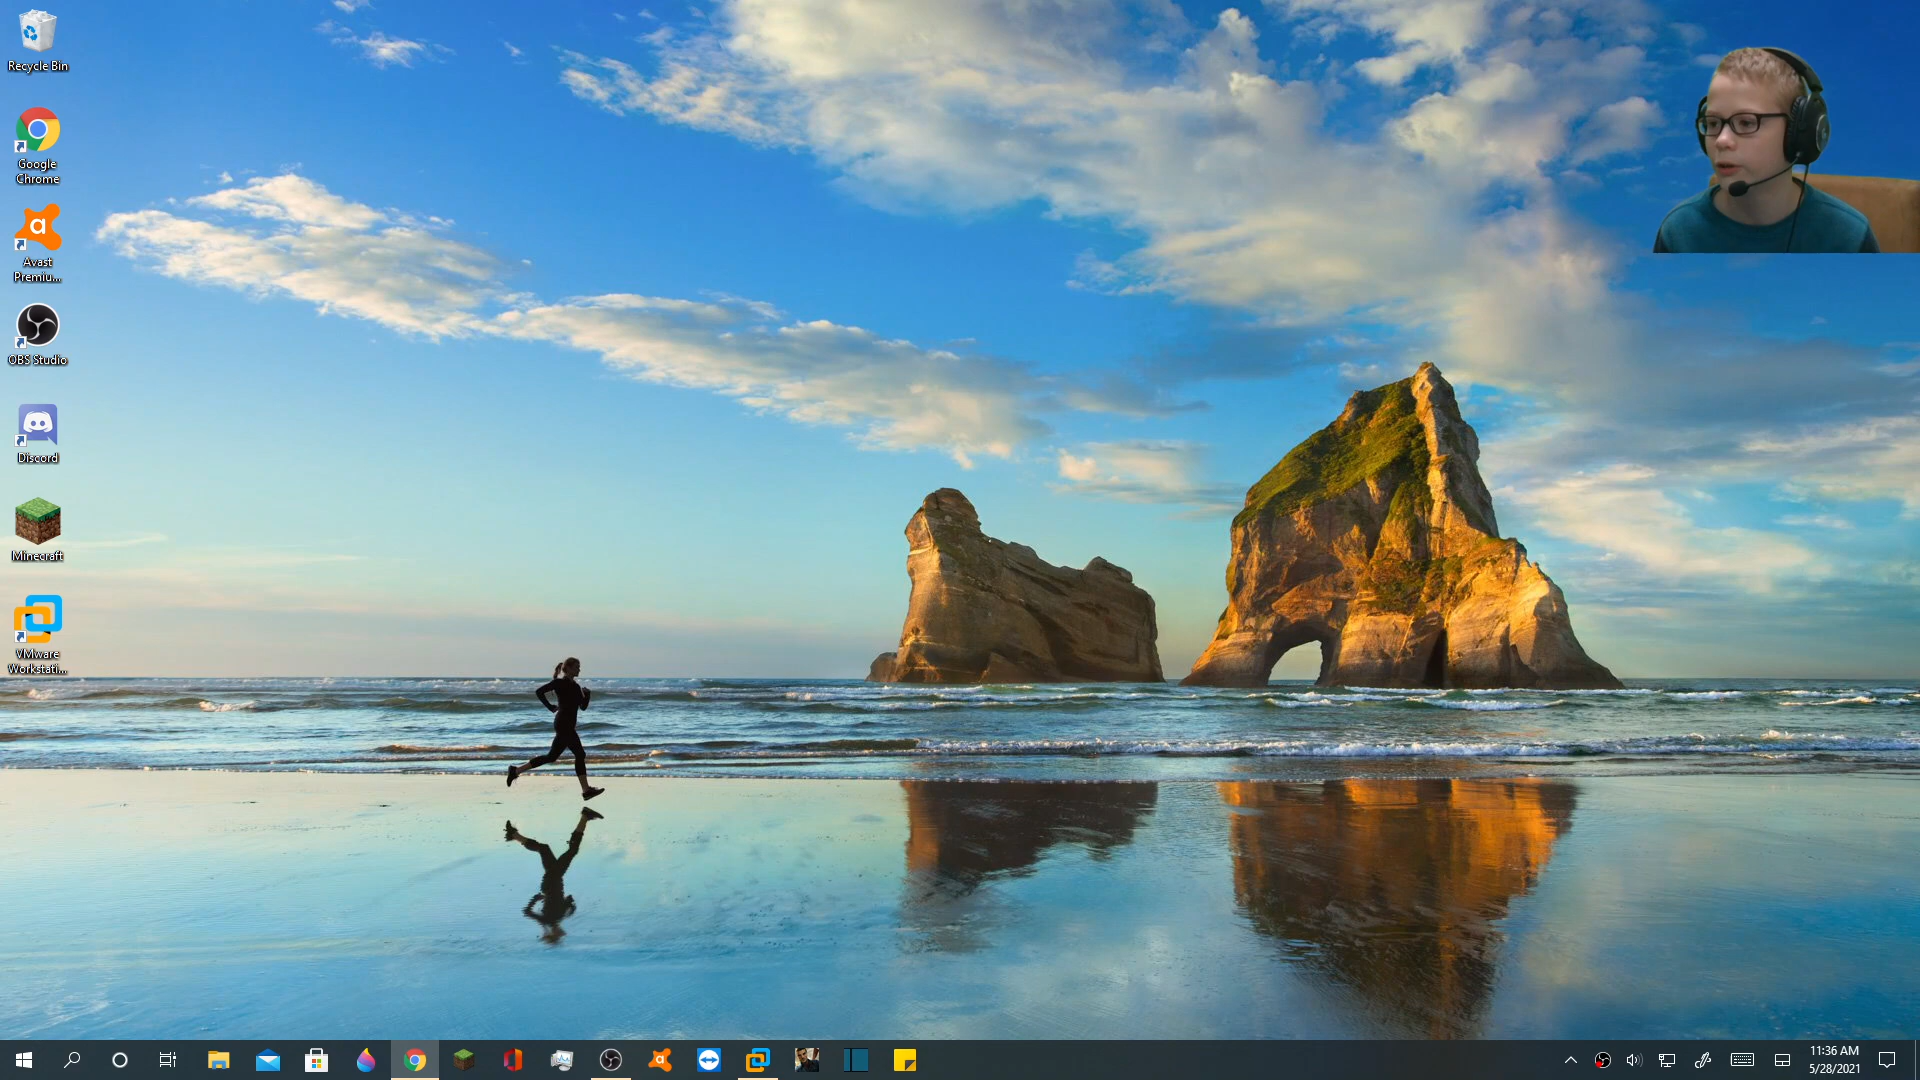 Recycle Bin
Google
Chrome
a
Avast
Premiu...
OBS Studio
Discord
Minecraft
VMware
Workstati...
a
11:36 AM
5/28/2021